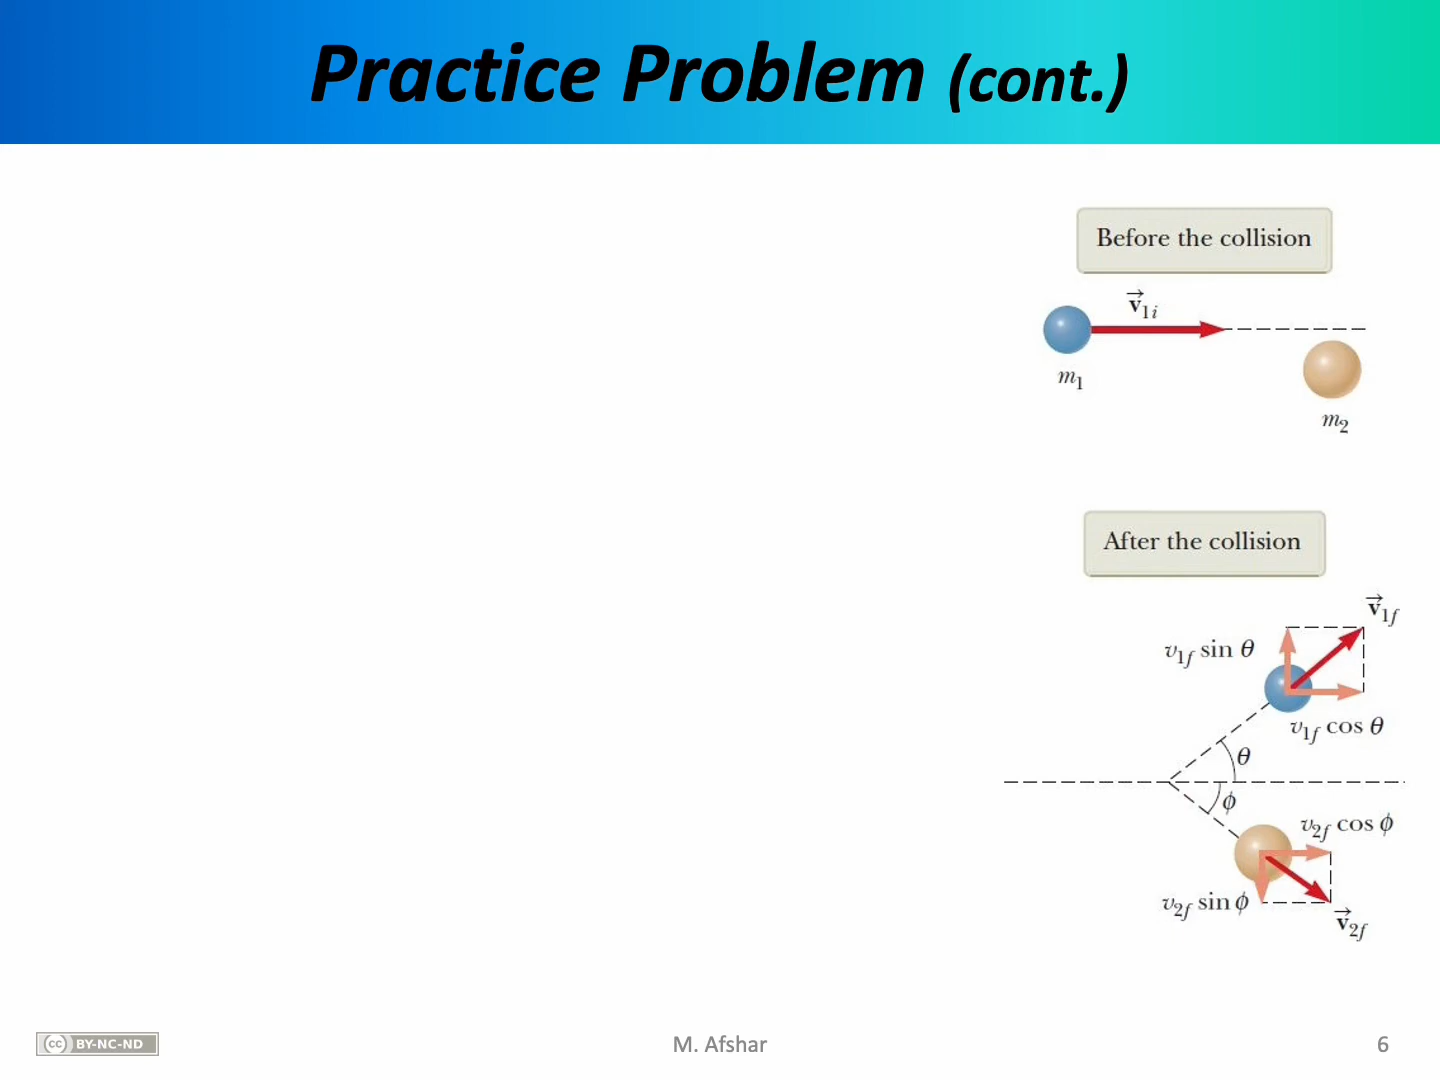 Practice Problem (cont.)
Before the collision
v⃗1i
m1
m2
After the collision
v⃗1f
v1f sin θ
v1f cos θ
θ
ϕ
v2f cos ϕ
v2f sin ϕ
v⃗2f
cc BY-NC-ND
M. Afshar
6